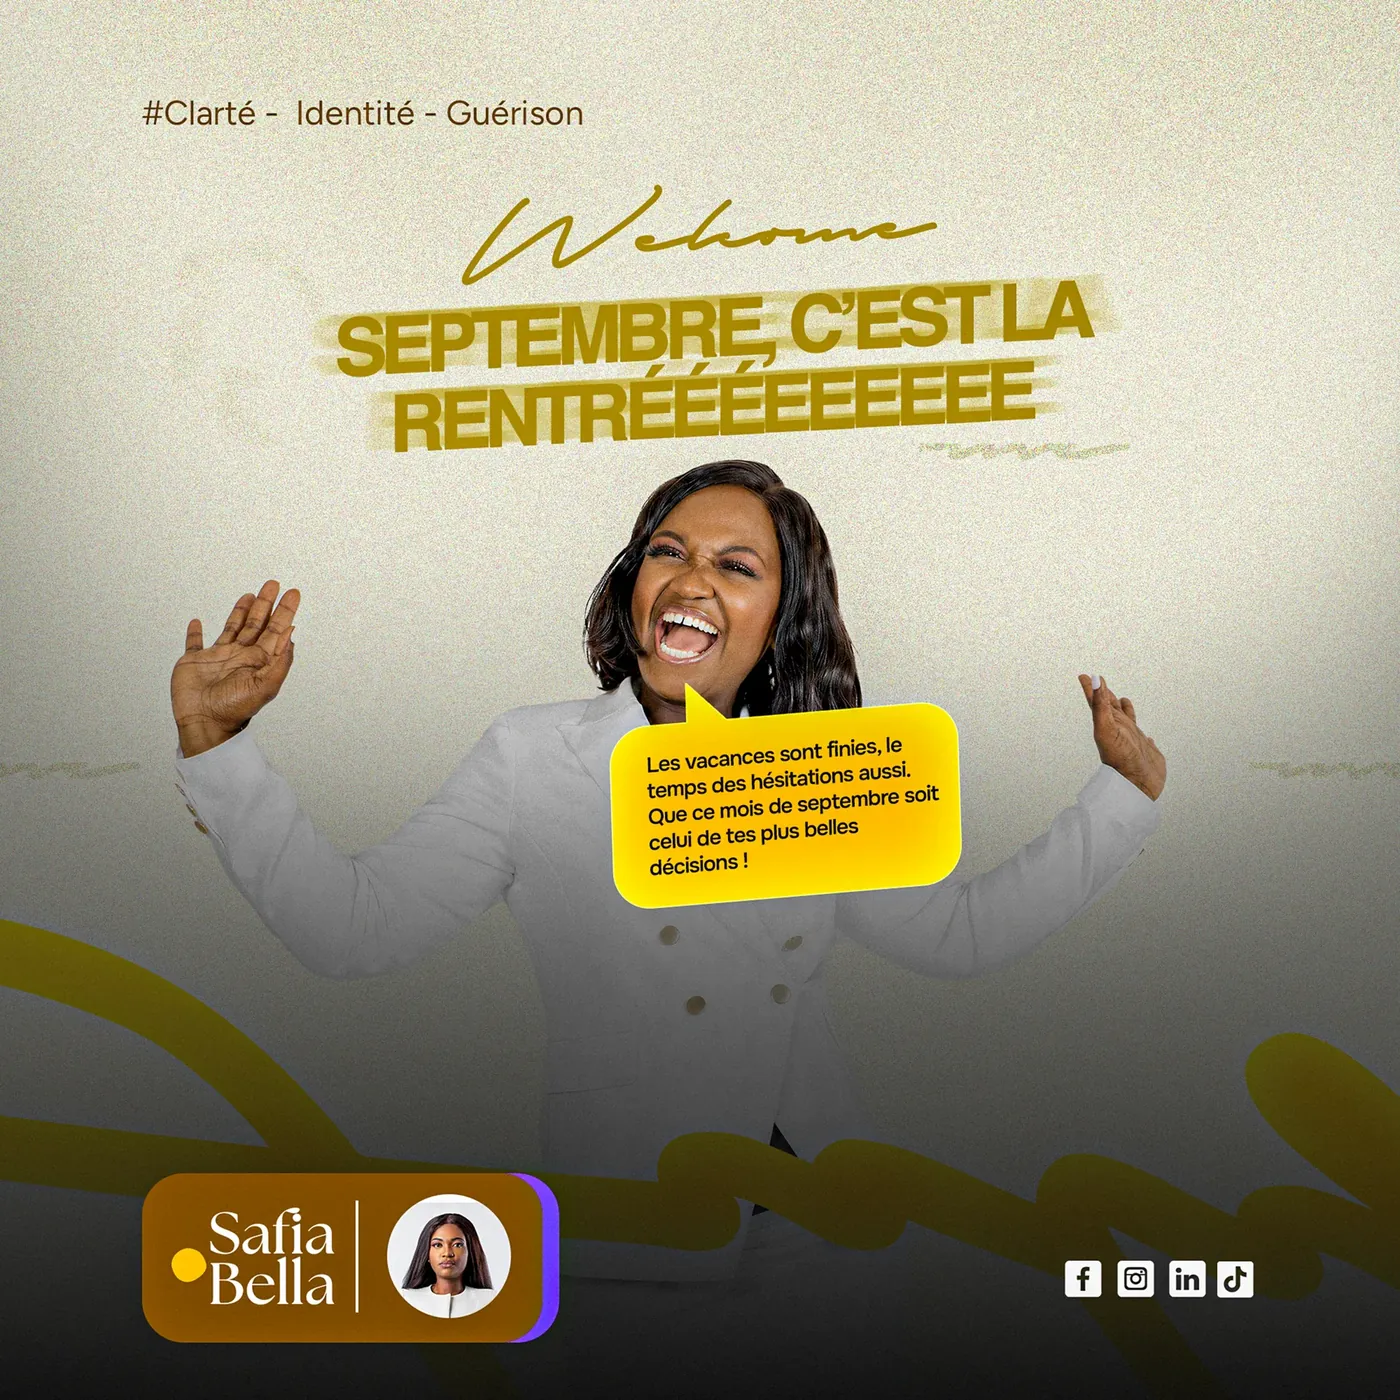 #Clarté - Identité - Guérison
Welcome
SEPTEMBRE, C'EST LA
RENTRÉÉÉEEEEEEE
Les vacances sont finies, le
temps des hésitations aussi.
Que ce mois de septembre soit
celui de tes plus belles
décisions !
Safia
Bella